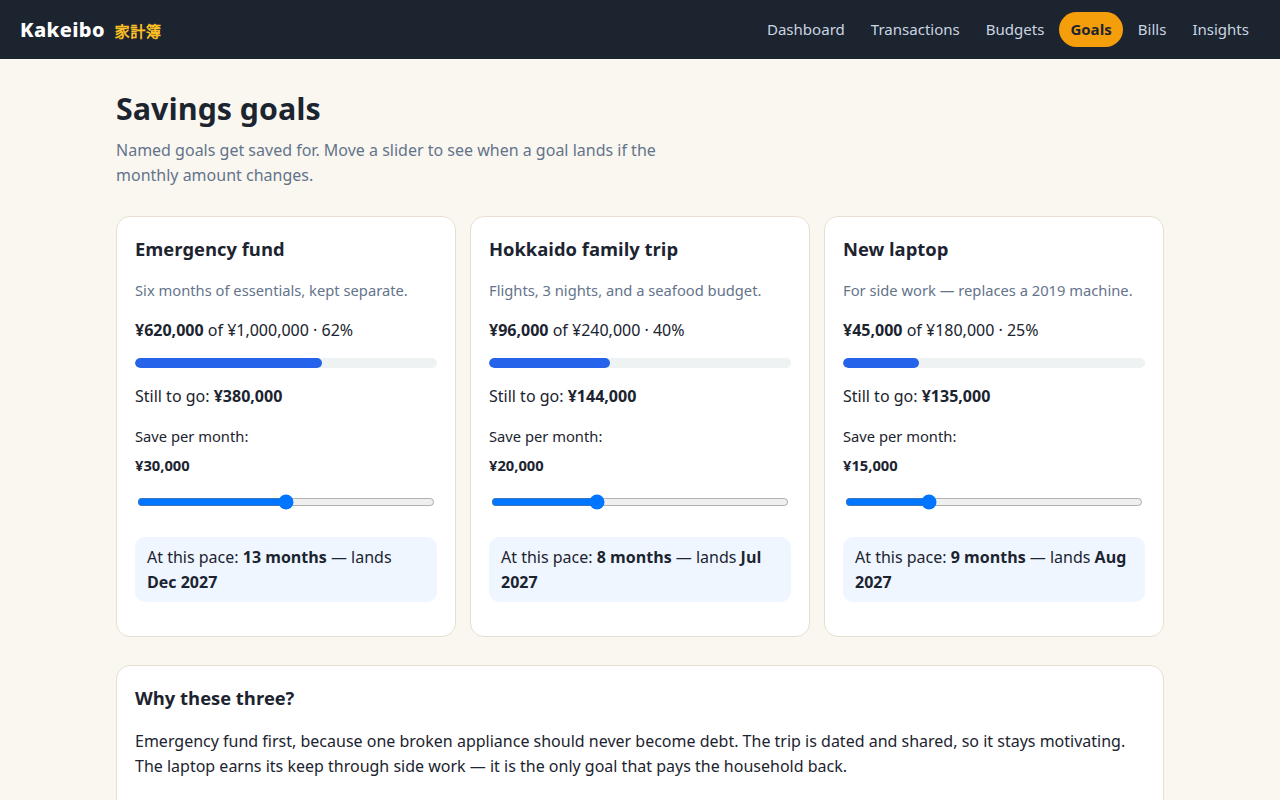 Kakeibo 家計簿
Dashboard Transactions Budgets Goals Bills Insights
Savings goals
Named goals get saved for. Move a slider to see when a goal lands if the
monthly amount changes.
Emergency fund
Six months of essentials, kept separate.
¥620,000 of ¥1,000,000 · 62%
Still to go: ¥380,000
Save per month:
¥30,000
At this pace: 13 months — lands
Dec 2027
Hokkaido family trip
Flights, 3 nights, and a seafood budget.
¥96,000 of ¥240,000 · 40%
Still to go: ¥144,000
Save per month:
¥20,000
At this pace: 8 months — lands Jul
2027
New laptop
For side work — replaces a 2019 machine.
¥45,000 of ¥180,000 · 25%
Still to go: ¥135,000
Save per month:
¥15,000
At this pace: 9 months — lands Aug
2027
Why these three?
Emergency fund first, because one broken appliance should never become debt. The trip is dated and shared, so it stays motivating.
The laptop earns its keep through side work — it is the only goal that pays the household back.